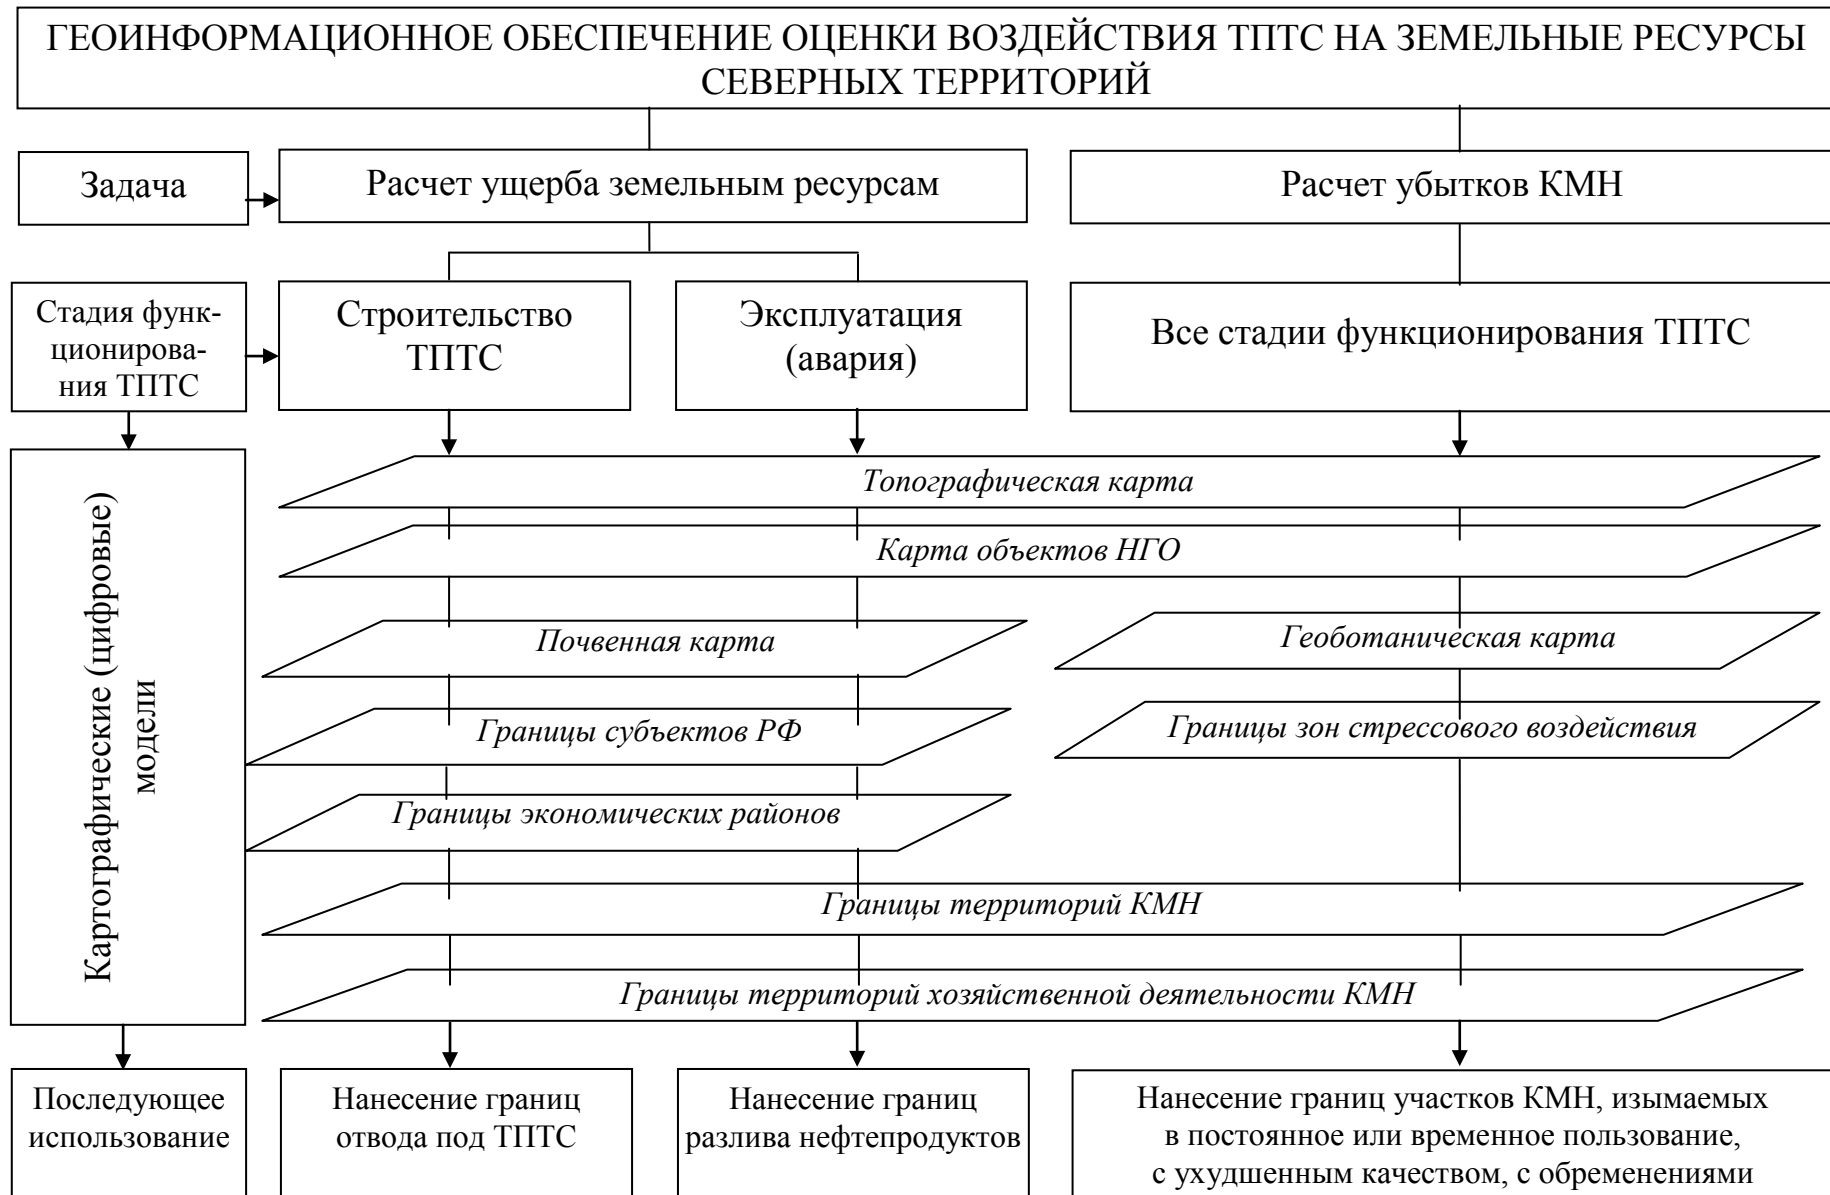 ГЕОИНФОРМАЦИОННОЕ ОБЕСПЕЧЕНИЕ ОЦЕНКИ ВОЗДЕЙСТВИЯ ТПТС НА ЗЕМЕЛЬНЫЕ РЕСУРСЫ
СЕВЕРНЫХ ТЕРРИТОРИЙ
Задача
Расчет ущерба земельным ресурсам
Расчет убытков КМН
Стадия функ-
ционирова-
ния ТПТС
Строительство
ТПТС
Эксплуатация
(авария)
Все стадии функционирования ТПТС
Картографические (цифровые)
модели
Топографическая карта
Карта объектов НГО
Почвенная карта
Геоботаническая карта
Границы субъектов РФ
Границы зон стрессового воздействия
Границы экономических районов
Границы территорий КМН
Границы территорий хозяйственной деятельности КМН
Последующее
использование
Нанесение границ
отвода под ТПТС
Нанесение границ
разлива нефтепродуктов
Нанесение границ участков КМН, изымаемых
в постоянное или временное пользование,
с ухудшенным качеством, с обременениями